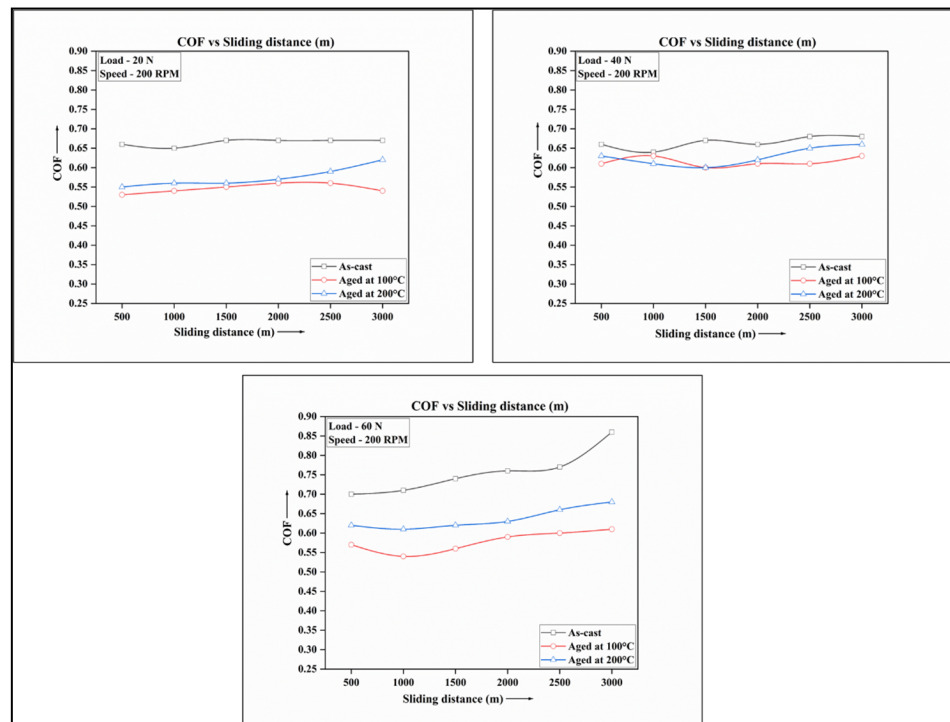 COF vs Sliding distance (m)
Load - 20 N
Speed - 200 RPM
0.90
0.85
0.80
0.75
0.70
0.65
0.60
0.55
0.50
0.45
0.40
0.35
0.30
0.25
COF
As-cast
Aged at 100°C
Aged at 200°C
500 1000 1500 2000 2500 3000
Sliding distance (m)
COF vs Sliding distance (m)
Load - 40 N
Speed - 200 RPM
0.90
0.85
0.80
0.75
0.70
0.65
0.60
0.55
0.50
0.45
0.40
0.35
0.30
0.25
COF
As-cast
Aged at 100°C
Aged at 200°C
500 1000 1500 2000 2500 3000
Sliding distance (m)
COF vs Sliding distance (m)
Load - 60 N
Speed - 200 RPM
0.90
0.85
0.80
0.75
0.70
0.65
0.60
0.55
0.50
0.45
0.40
0.35
0.30
0.25
COF
As-cast
Aged at 100°C
Aged at 200°C
500 1000 1500 2000 2500 3000
Sliding distance (m)